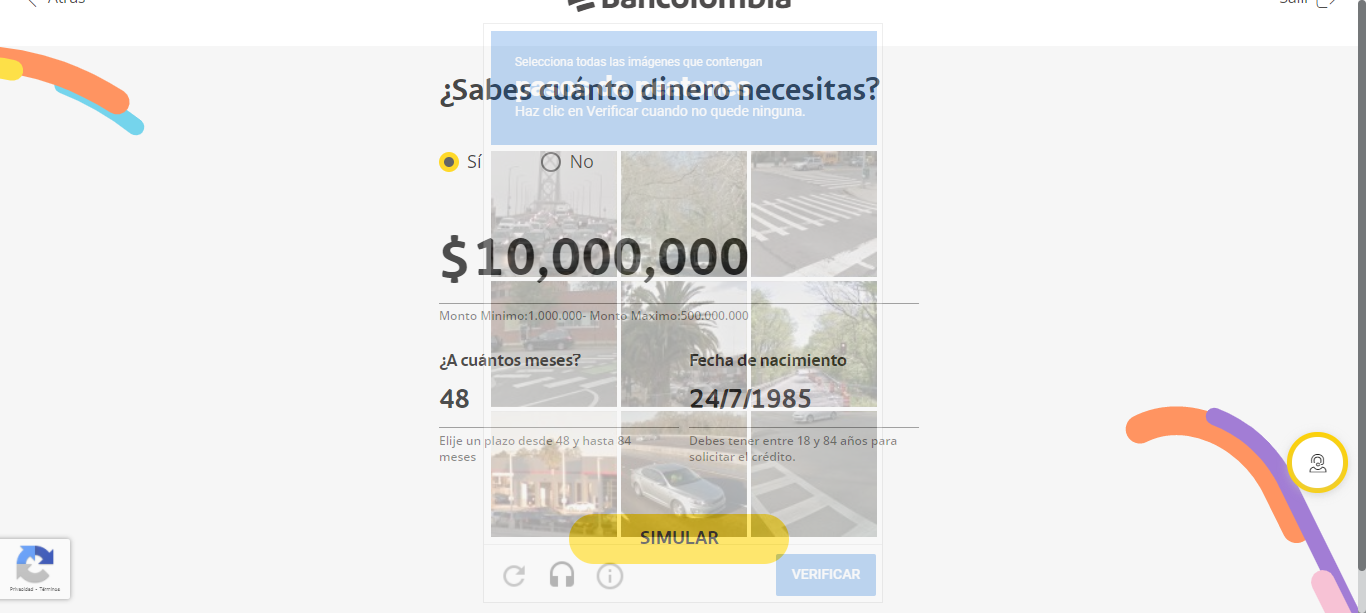 Atrás
Bancolombia
Salir
Selecciona todas las imágenes que contengan
pasos de peatones
¿Sabes cuánto dinero necesitas?
Haz clic en Verificar cuando no quede ninguna.
Sí
No
$10,000,000
Monto Minimo:1.000.000- Monto Maximo:500.000.000
¿A cuántos meses?
Fecha de nacimiento
48
24/7/1985
Elije un plazo desde 48 y hasta 84
meses
Debes tener entre 18 y 84 años para
solicitar el crédito.
SIMULAR
VERIFICAR
Privacidad - Términos